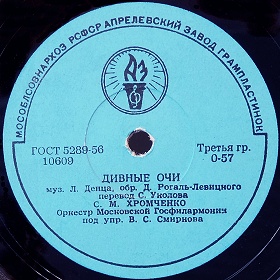 МОСОБЛСОВНАРХОЗ РСФСР АПРЕЛЕВСКИЙ ЗАВОД ГРАМПЛАСТИНОК
ГОСТ 5289-56
10609
Третья гр.
0-57
ДИВНЫЕ ОЧИ
муз. Л. Денца, обр. Д. Рогаль-Левицкого
перевод С. Уколова
С. М. ХРОМЧЕНКО
Оркестр Московской Госфилармонии
под упр. В. С. Смирнова